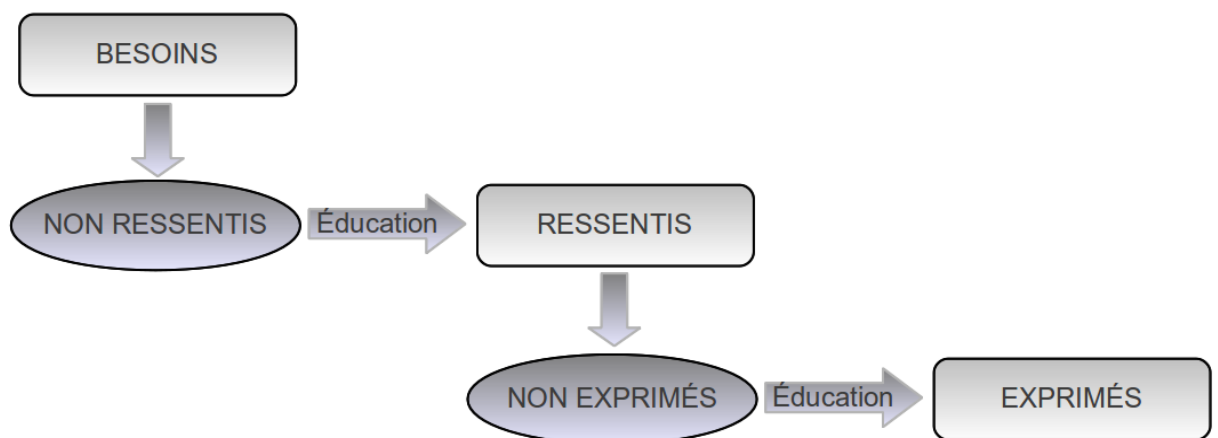 BESOINS
NON RESSENTIS
Éducation
RESSENTIS
NON EXPRIMÉS
Éducation
EXPRIMÉS